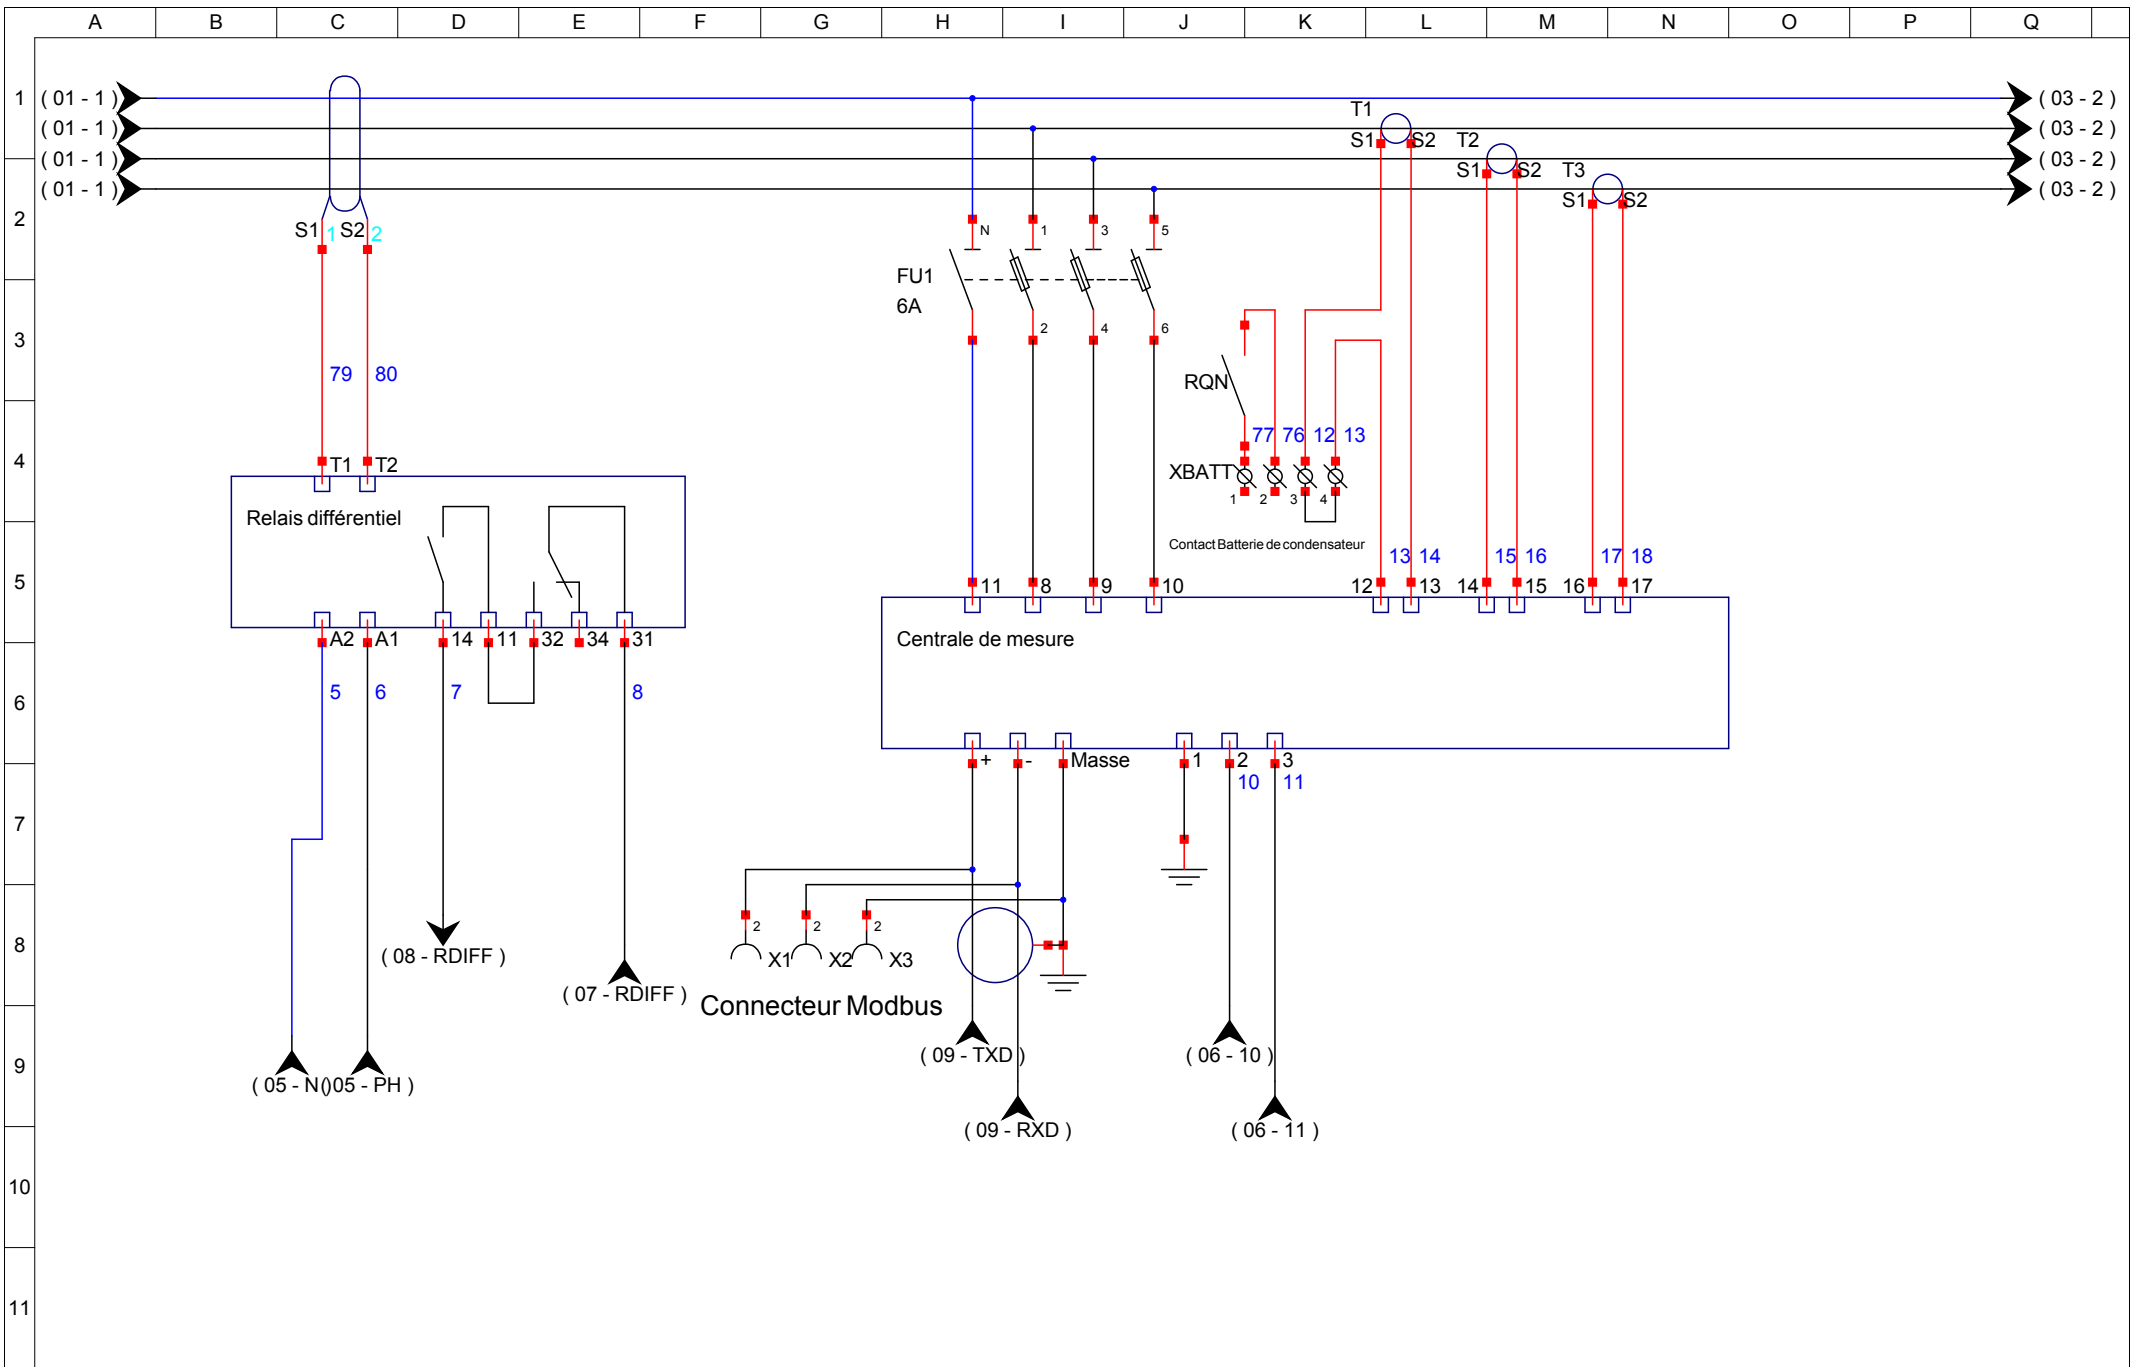 A B C D E F G H I J K L M N O P Q
1 ( 01 - 1 ) ( 03 - 2 )
T1
( 01 - 1 ) ( 03 - 2 )
S1 S2 T2
( 01 - 1 ) ( 03 - 2 )
S1 S2 T3
( 01 - 1 ) ( 03 - 2 )
S1 S2
2
S1 1 S2 2 N 1 3 5
FU1
6A
2 4 6
3
79 80 RQN
77 76 12 13
4
T1 T2 XBATT
1 2 3 4
Relais différentiel
Contact Batterie de condensateur
13 14 15 16 17 18
5
11 8 9 10 12 13 14 15 16 17
A2 A1 14 11 32 34 31 Centrale de mesure
5 6 7 8
6
+ - Masse 1 2 3
10 11
7
2 2 2
8
( 08 - RDIFF ) X1 X2 X3
( 07 - RDIFF ) Connecteur Modbus
( 09 - TXD ) ( 06 - 10 )
9
( 05 - N ) ( 05 - PH )
( 09 - RXD ) ( 06 - 11 )
10
11